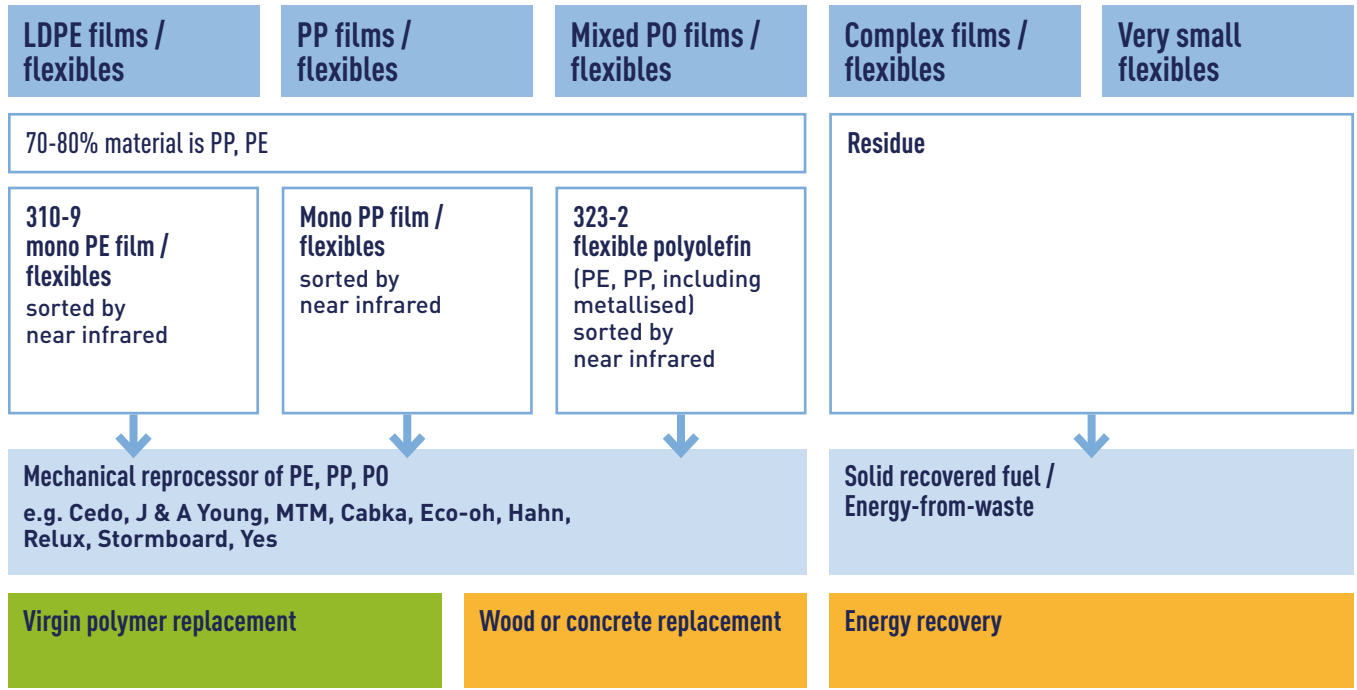 LDPE films /
flexibles
PP films /
flexibles
Mixed PO films /
flexibles
Complex films /
flexibles
Very small
flexibles
70-80% material is PP, PE
Residue
310-9
mono PE film /
flexibles
sorted by
near infrared
Mono PP film /
flexibles
sorted by
near infrared
323-2
flexible polyolefin
(PE, PP, including
metallised)
sorted by
near infrared
Mechanical reprocessor of PE, PP, PO
e.g. Cedo, J & A Young, MTM, Cabka, Eco-oh, Hahn,
Relux, Stormboard, Yes
Solid recovered fuel /
Energy-from-waste
Virgin polymer replacement
Wood or concrete replacement
Energy recovery